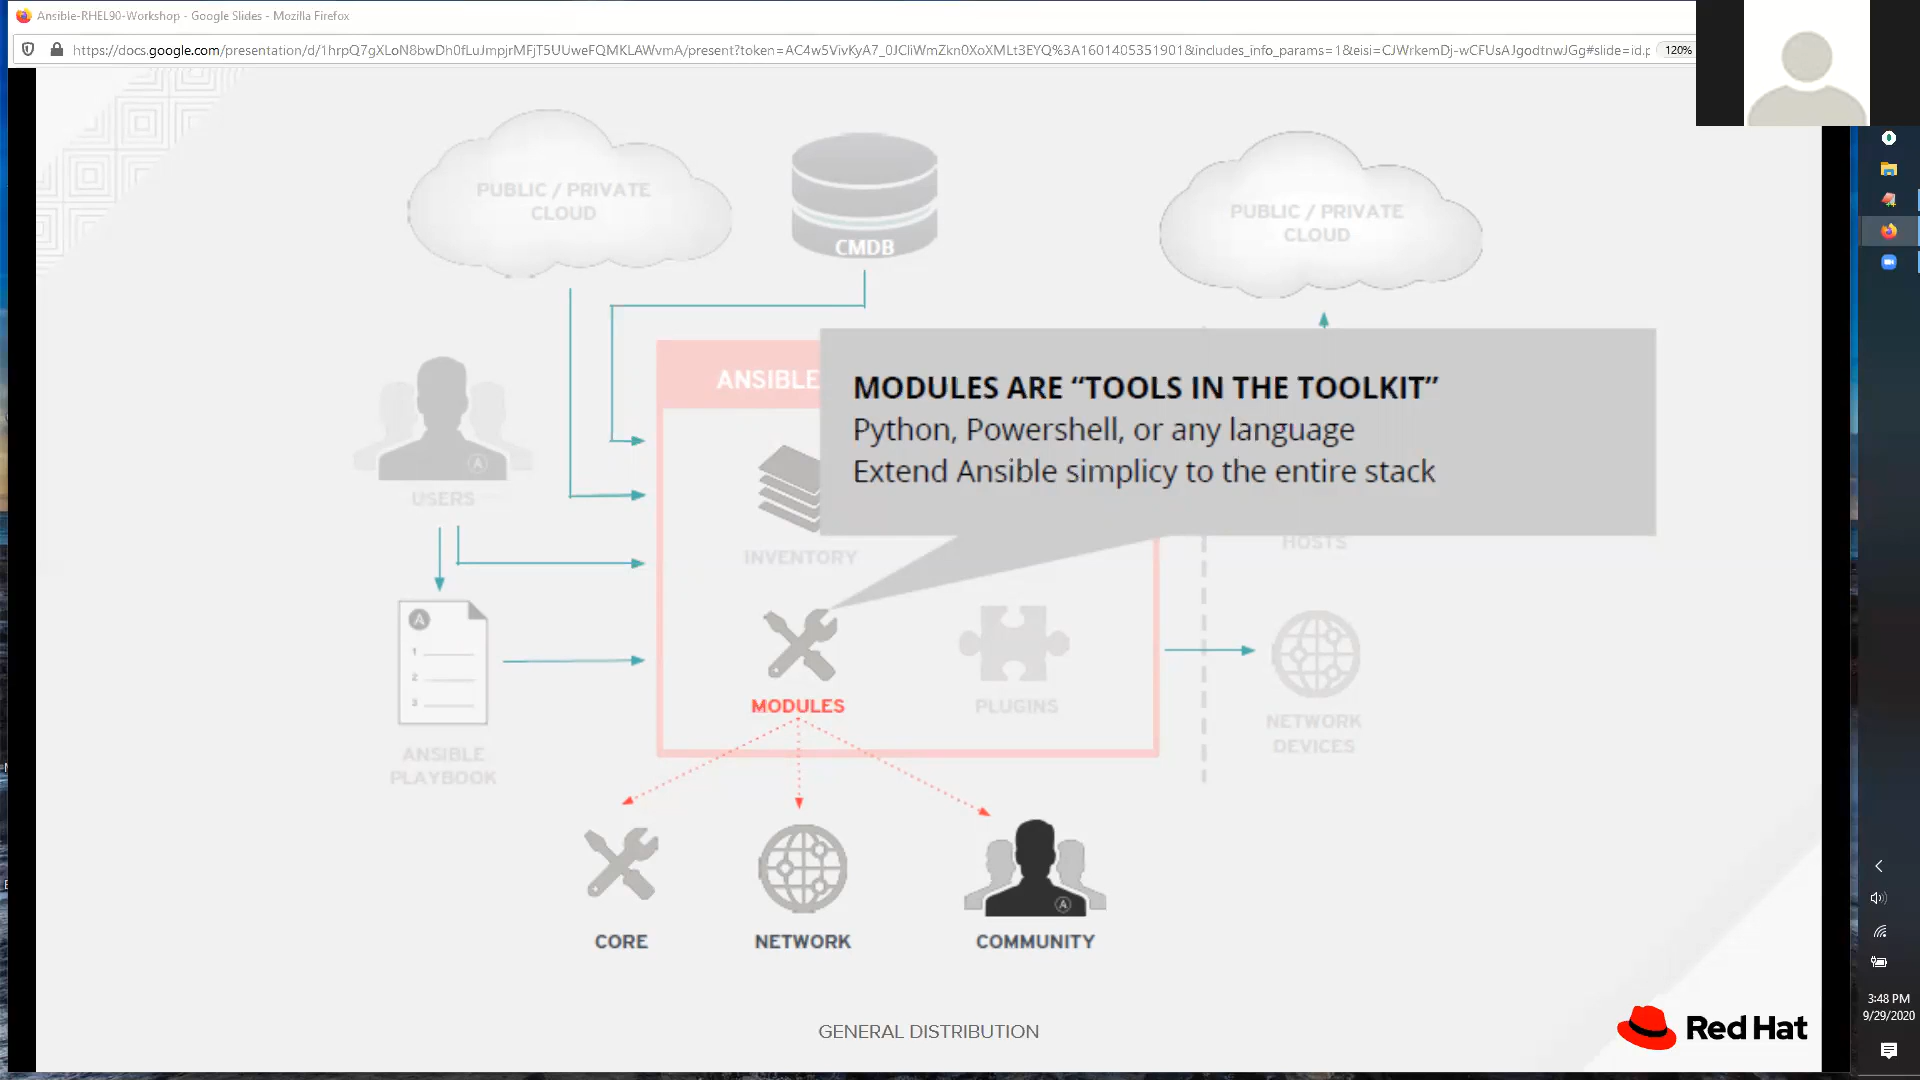 Ansible-RHEL90-Workshop - Google Slides - Mozilla Firefox
https://docs.google.com/presentation/d/1hrpQ7gXLoN8bwDh0fLuJmpjrMFjT5UUweFQMKLAWvmA/present?token=AC4w5VivKyA7_0JCliWmZkn0XoXMLt3EYQ%3A1601405351901&includes_info_params=1&eisi=CJWrkemDj-wCFUsAJgodtnwJGg#slide=id.p
120%
PUBLIC / PRIVATE
CLOUD
CMDB
PUBLIC / PRIVATE
CLOUD
ANSIBLE
MODULES ARE “TOOLS IN THE TOOLKIT”
Python, Powershell, or any language
Extend Ansible simplicy to the entire stack
USERS
A
INVENTORY
HOSTS
A
1
2
3
MODULES
PLUGINS
NETWORK
DEVICES
ANSIBLE
PLAYBOOK
A
CORE
NETWORK
COMMUNITY
GENERAL DISTRIBUTION
Red Hat
3:48 PM
9/29/2020